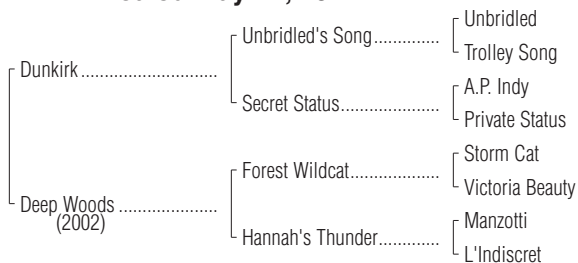 Unbridled
Unbridled's Song.............
Trolley Song
Dunkirk...........................
A.P. Indy
Secret Status...................
Private Status
Storm Cat
Forest Wildcat.................
Victoria Beauty
Deep Woods...................
(2002)
Manzotti
Hannah's Thunder............
L'Indiscret